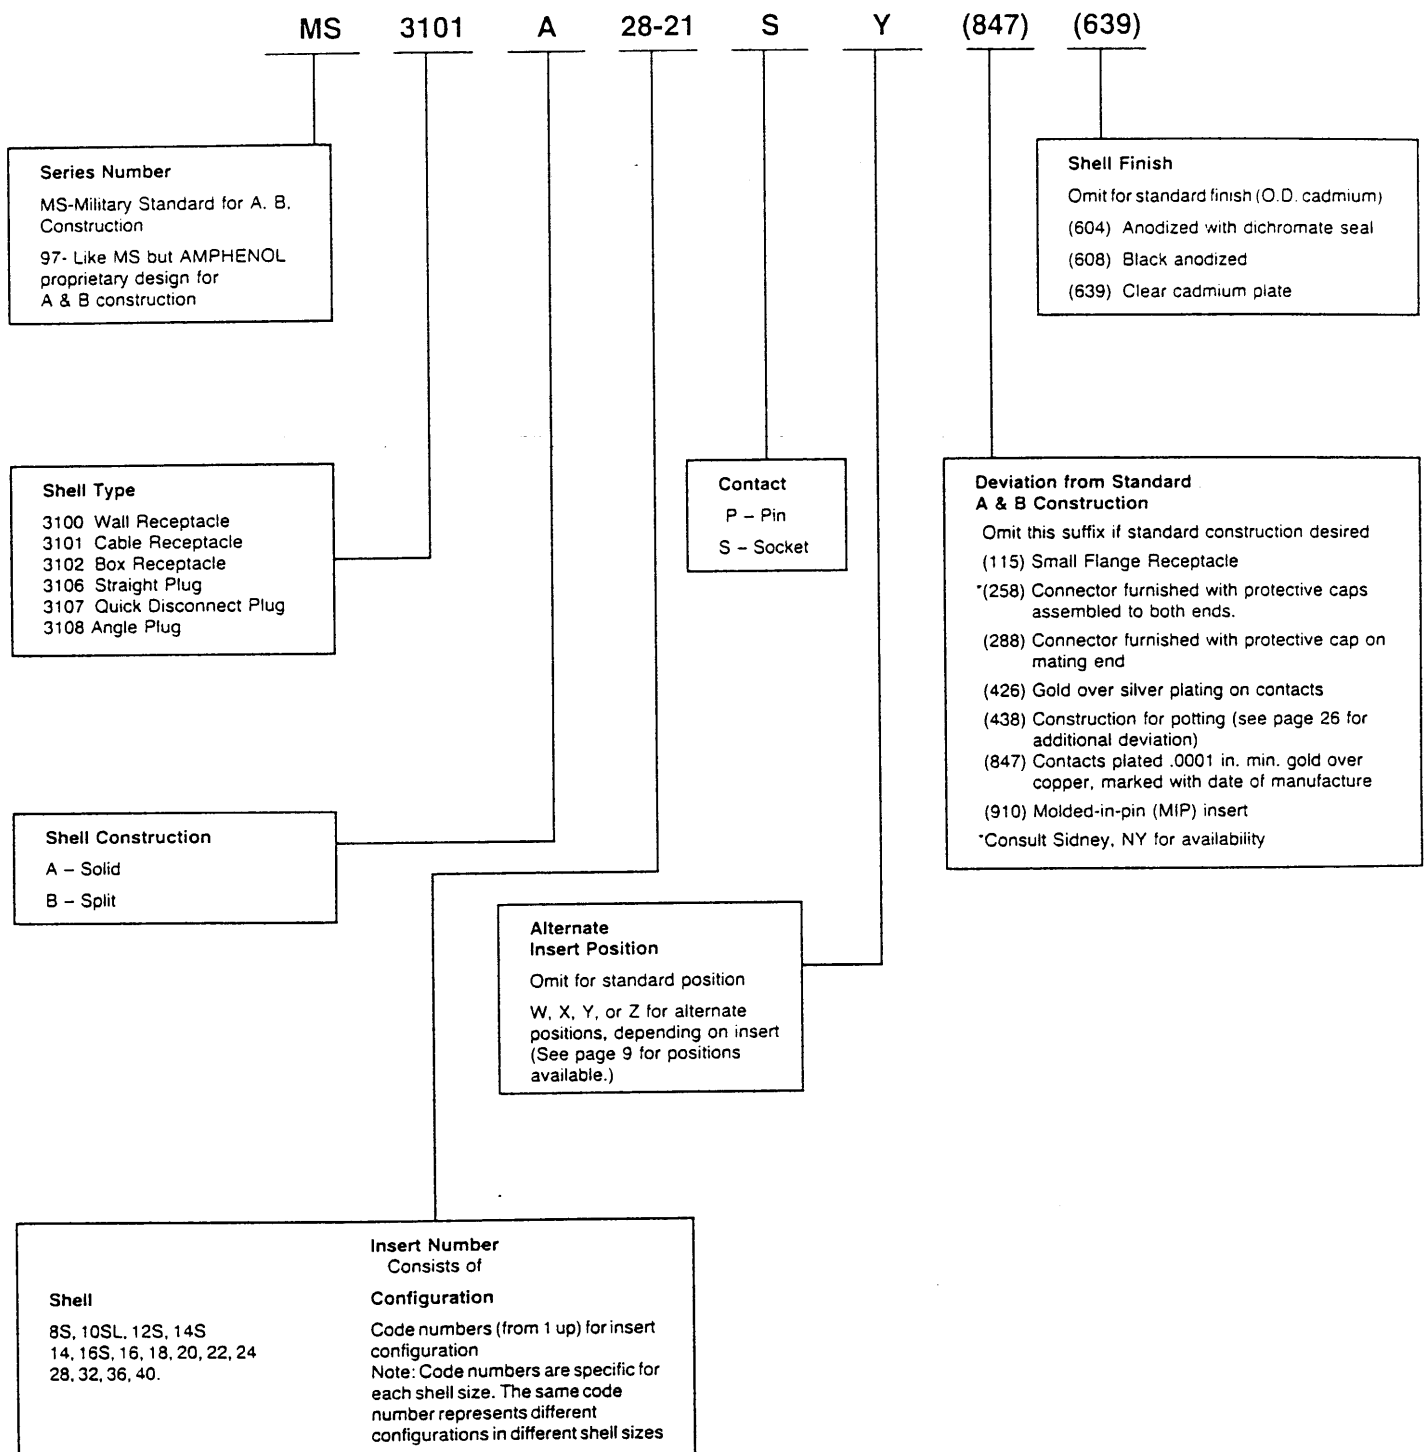 MS 3101 A 28-21 S Y (847) (639)
Series Number
MS-Military Standard for A. B.
Construction
97- Like MS but AMPHENOL
proprietary design for
A & B construction
Shell Finish
Omit for standard finish (O.D. cadmium)
(604) Anodized with dichromate seal
(608) Black anodized
(639) Clear cadmium plate
Shell Type
3100 Wall Receptacle
3101 Cable Receptacle
3102 Box Receptacle
3106 Straight Plug
3107 Quick Disconnect Plug
3108 Angle Plug
Contact
P – Pin
S – Socket
Deviation from Standard
A & B Construction
Omit this suffix if standard construction desired
(115) Small Flange Receptacle
*(258) Connector furnished with protective caps
assembled to both ends.
(288) Connector furnished with protective cap on
mating end
(426) Gold over silver plating on contacts
(438) Construction for potting (see page 26 for
additional deviation)
(847) Contacts plated .0001 in. min. gold over
copper, marked with date of manufacture
(910) Molded-in-pin (MIP) insert
*Consult Sidney, NY for availability
Shell Construction
A – Solid
B – Split
Alternate
Insert Position
Omit for standard position
W, X, Y, or Z for alternate
positions, depending on insert
(See page 9 for positions
available.)
Insert Number
Consists of
Shell
8S, 10SL, 12S, 14S
14, 16S, 16, 18, 20, 22, 24
28, 32, 36, 40.
Configuration
Code numbers (from 1 up) for insert
configuration
Note: Code numbers are specific for
each shell size. The same code
number represents different
configurations in different shell sizes